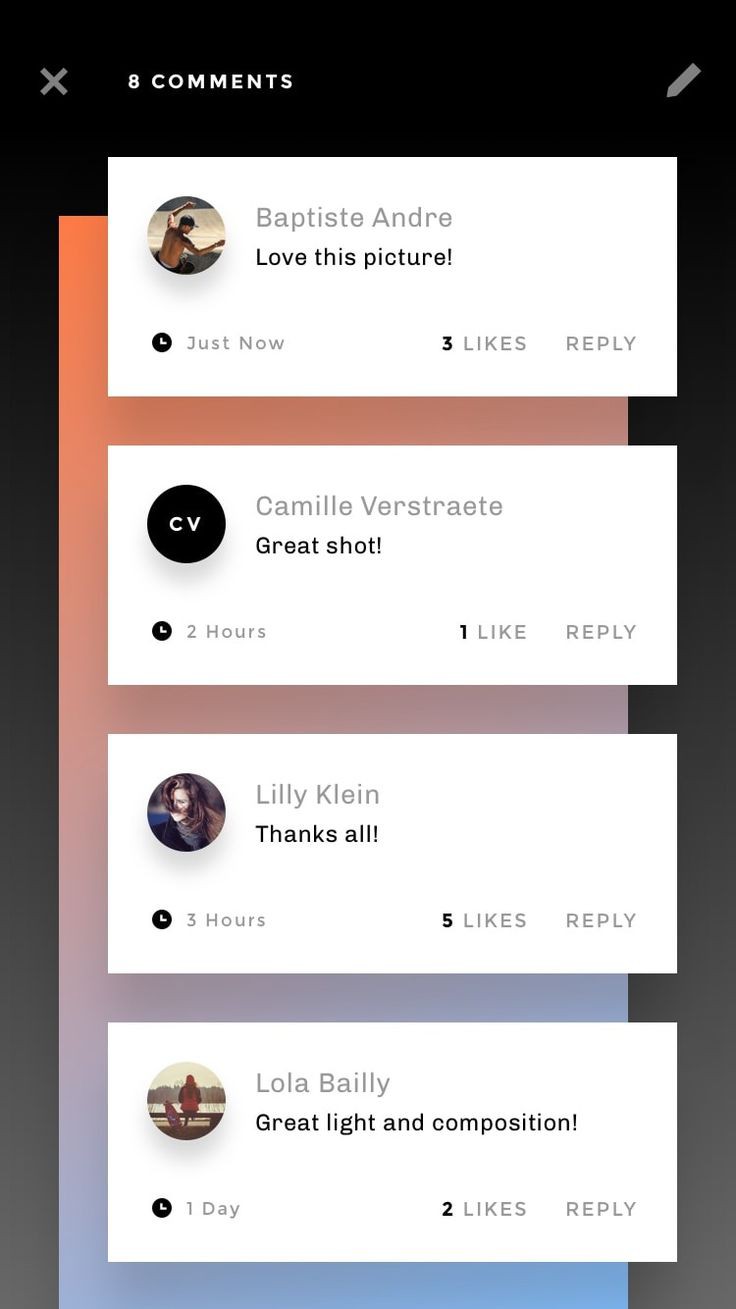 8 COMMENTS
Baptiste Andre
Love this picture!
Just Now 3 LIKES REPLY
CV
Camille Verstraete
Great shot!
2 Hours 1 LIKE REPLY
Lilly Klein
Thanks all!
3 Hours 5 LIKES REPLY
Lola Bailly
Great light and composition!
1 Day 2 LIKES REPLY